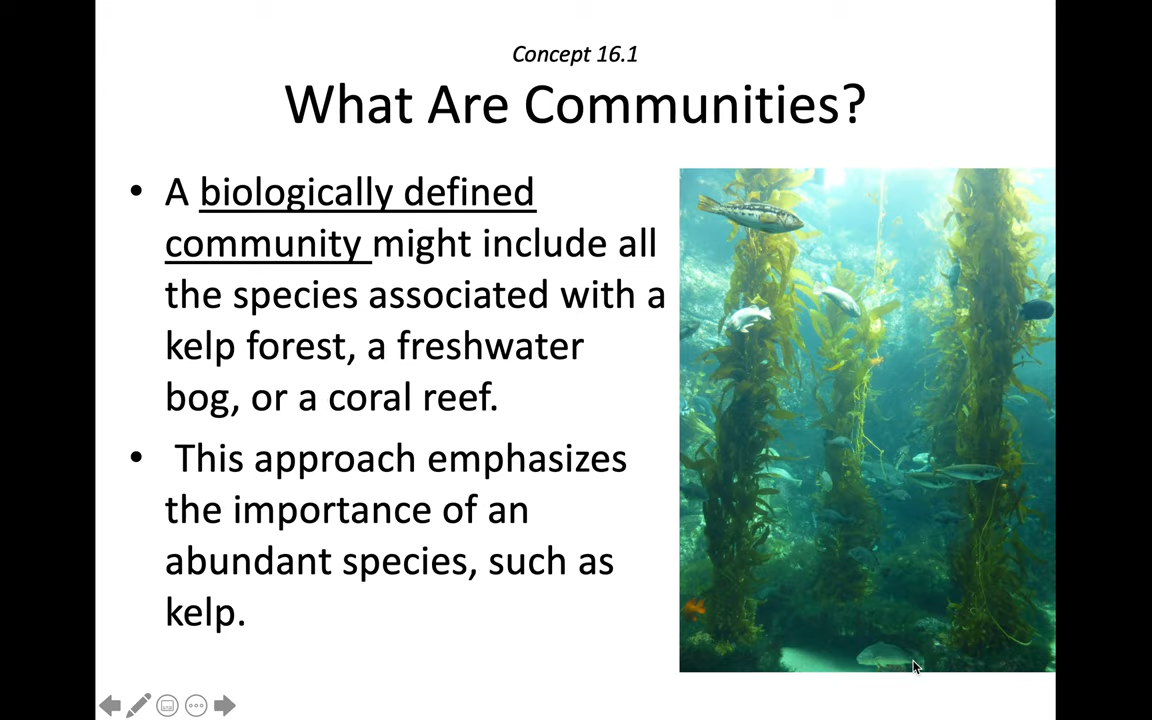 Concept 16.1
What Are Communities?
• A biologically defined
community might include all
the species associated with a
kelp forest, a freshwater
bog, or a coral reef.
• This approach emphasizes
the importance of an
abundant species, such as
kelp.